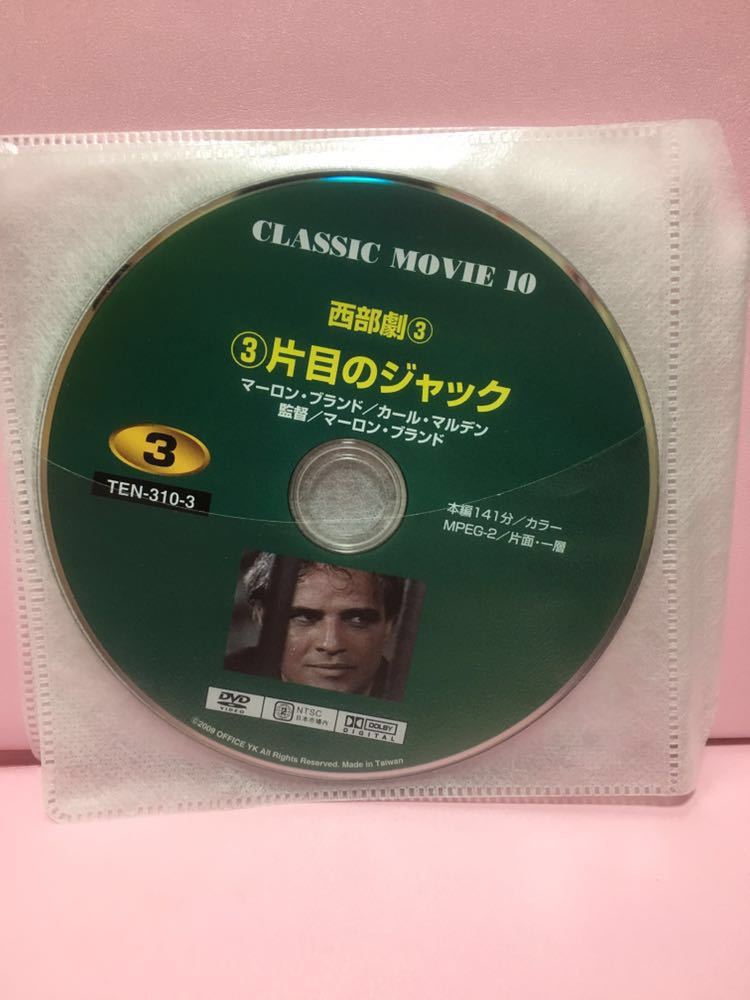 CLASSIC MOVIE 10
西部劇③
③片目のジャック
マーロン・ブランド／カール・マルデン
監督／マーロン・ブランド
3
TEN-310-3
本編141分／カラー
MPEG-2／片面・一層
DVD
VIDEO
2
NTSC
日本市場内
DOLBY
DIGITAL
©2009 OFFICE YK All Rights Reserved. Made in Taiwan